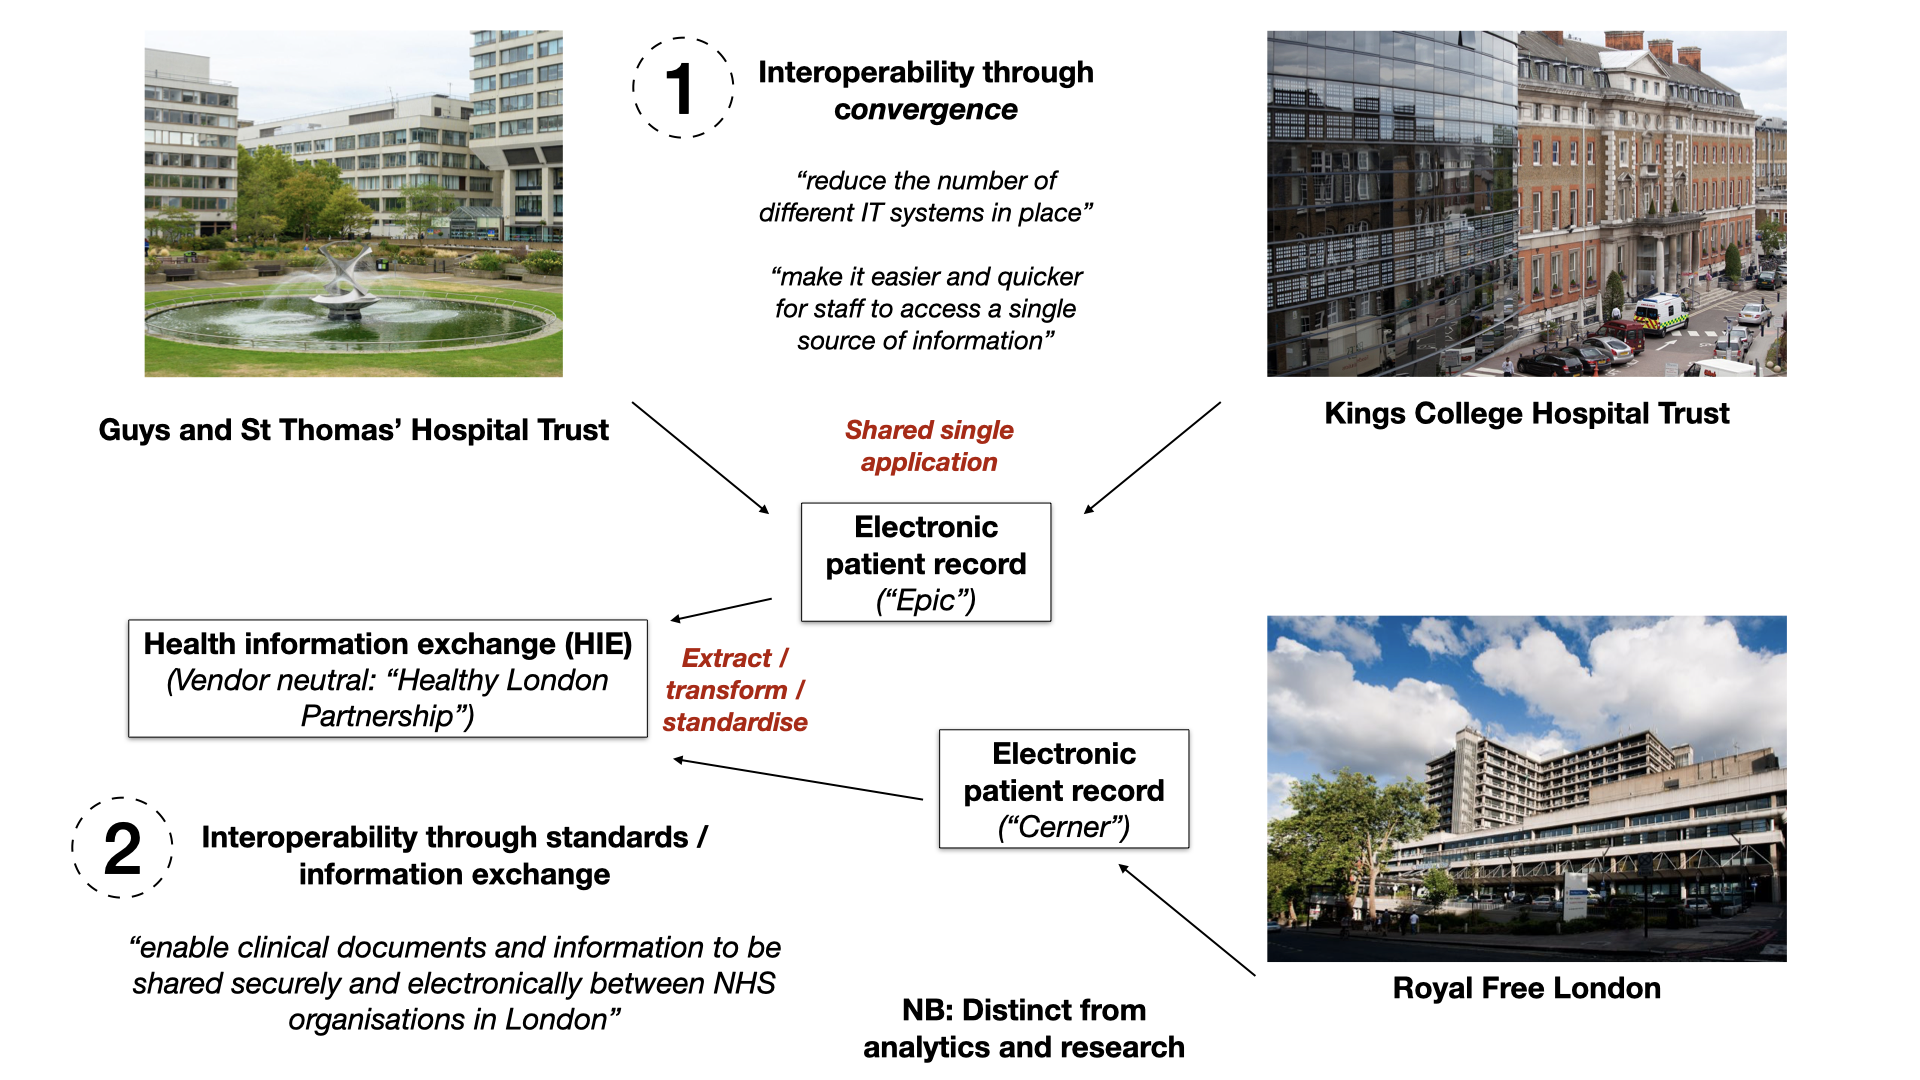 1
Interoperability through
convergence
“reduce the number of
different IT systems in place”
“make it easier and quicker
for staff to access a single
source of information”
Guys and St Thomas’ Hospital Trust
Kings College Hospital Trust
Shared single
application
Electronic
patient record
(“Epic”)
Health information exchange (HIE)
(Vendor neutral: “Healthy London
Partnership”)
Extract /
transform /
standardise
Electronic
patient record
(“Cerner”)
2
Interoperability through standards /
information exchange
“enable clinical documents and information to be
shared securely and electronically between NHS
organisations in London”
Royal Free London
NB: Distinct from
analytics and research